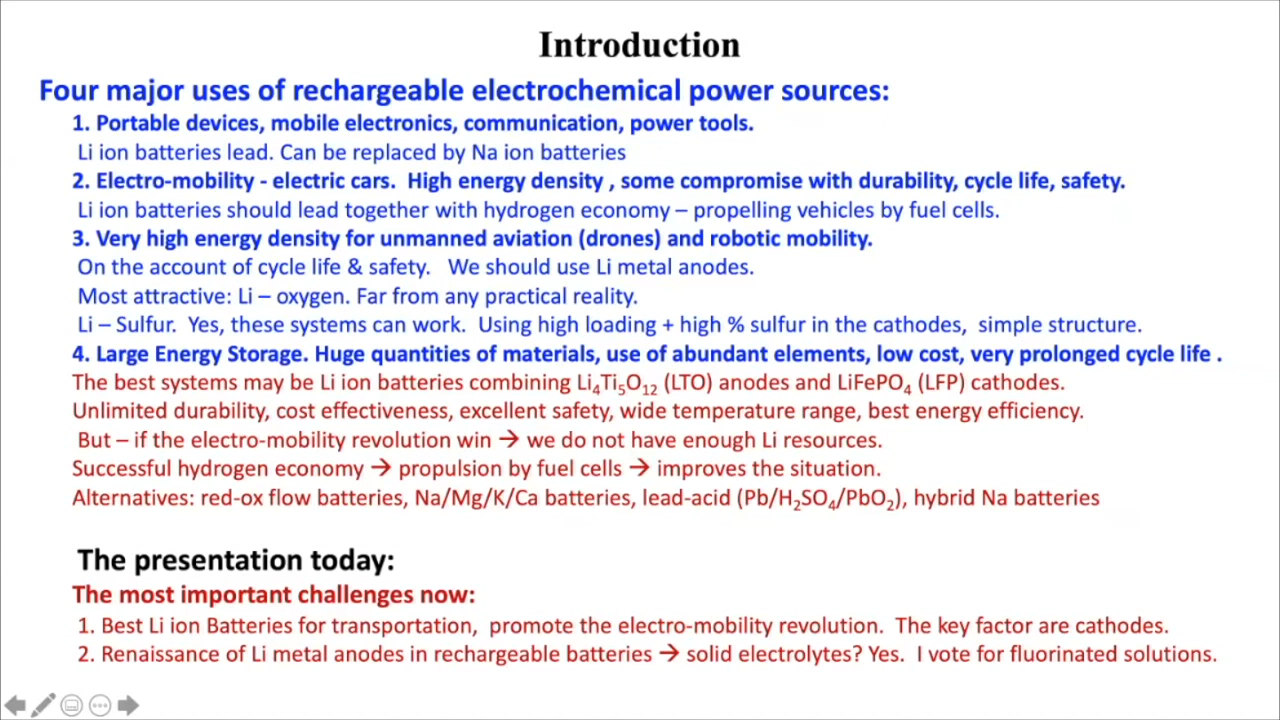 Introduction
Four major uses of rechargeable electrochemical power sources:
1. Portable devices, mobile electronics, communication, power tools.
Li ion batteries lead. Can be replaced by Na ion batteries
2. Electro-mobility - electric cars.  High energy density , some compromise with durability, cycle life, safety.
Li ion batteries should lead together with hydrogen economy – propelling vehicles by fuel cells.
3. Very high energy density for unmanned aviation (drones) and robotic mobility.
On the account of cycle life & safety.   We should use Li metal anodes.
Most attractive: Li – oxygen. Far from any practical reality.
Li – Sulfur.  Yes, these systems can work.  Using high loading + high % sulfur in the cathodes,  simple structure.
4. Large Energy Storage. Huge quantities of materials, use of abundant elements, low cost, very prolonged cycle life .
The best systems may be Li ion batteries combining Li₄Ti₅O₁₂ (LTO) anodes and LiFePO₄ (LFP) cathodes.
Unlimited durability, cost effectiveness, excellent safety, wide temperature range, best energy efficiency.
But – if the electro-mobility revolution win → we do not have enough Li resources.
Successful hydrogen economy → propulsion by fuel cells → improves the situation.
Alternatives: red-ox flow batteries, Na/Mg/K/Ca batteries, lead-acid (Pb/H₂SO₄/PbO₂), hybrid Na batteries
The presentation today:
The most important challenges now:
1. Best Li ion Batteries for transportation,  promote the electro-mobility revolution.  The key factor are cathodes.
2. Renaissance of Li metal anodes in rechargeable batteries → solid electrolytes? Yes.  I vote for fluorinated solutions.